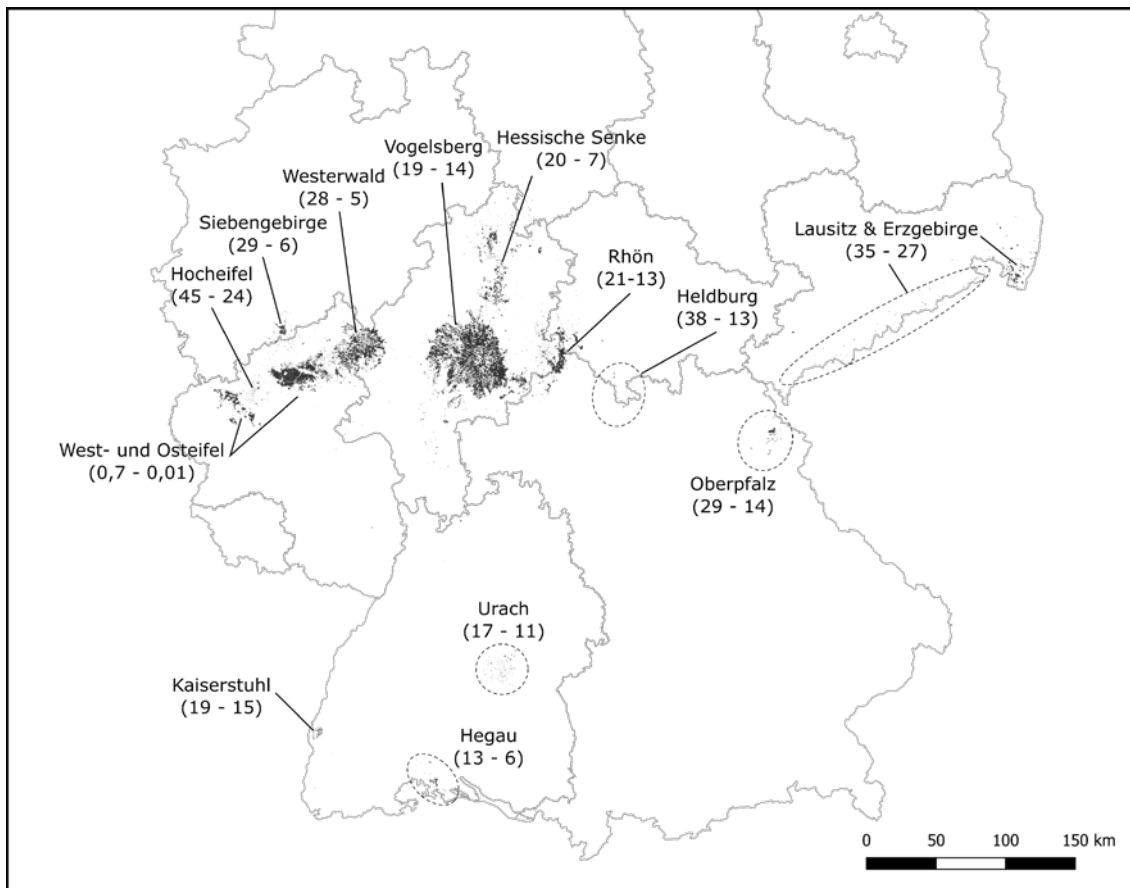 Hessische Senke
(20 - 7)
Vogelsberg
(19 - 14)
Westerwald
(28 - 5)
Siebengebirge
(29 - 6)
Hocheifel
(45 - 24)
Lausitz & Erzgebirge
(35 - 27)
Rhön
(21-13)
Heldburg
(38 - 13)
West- und Osteifel
(0,7 - 0,01)
Oberpfalz
(29 - 14)
Urach
(17 - 11)
Kaiserstuhl
(19 - 15)
Hegau
(13 - 6)
0 50 100 150 km